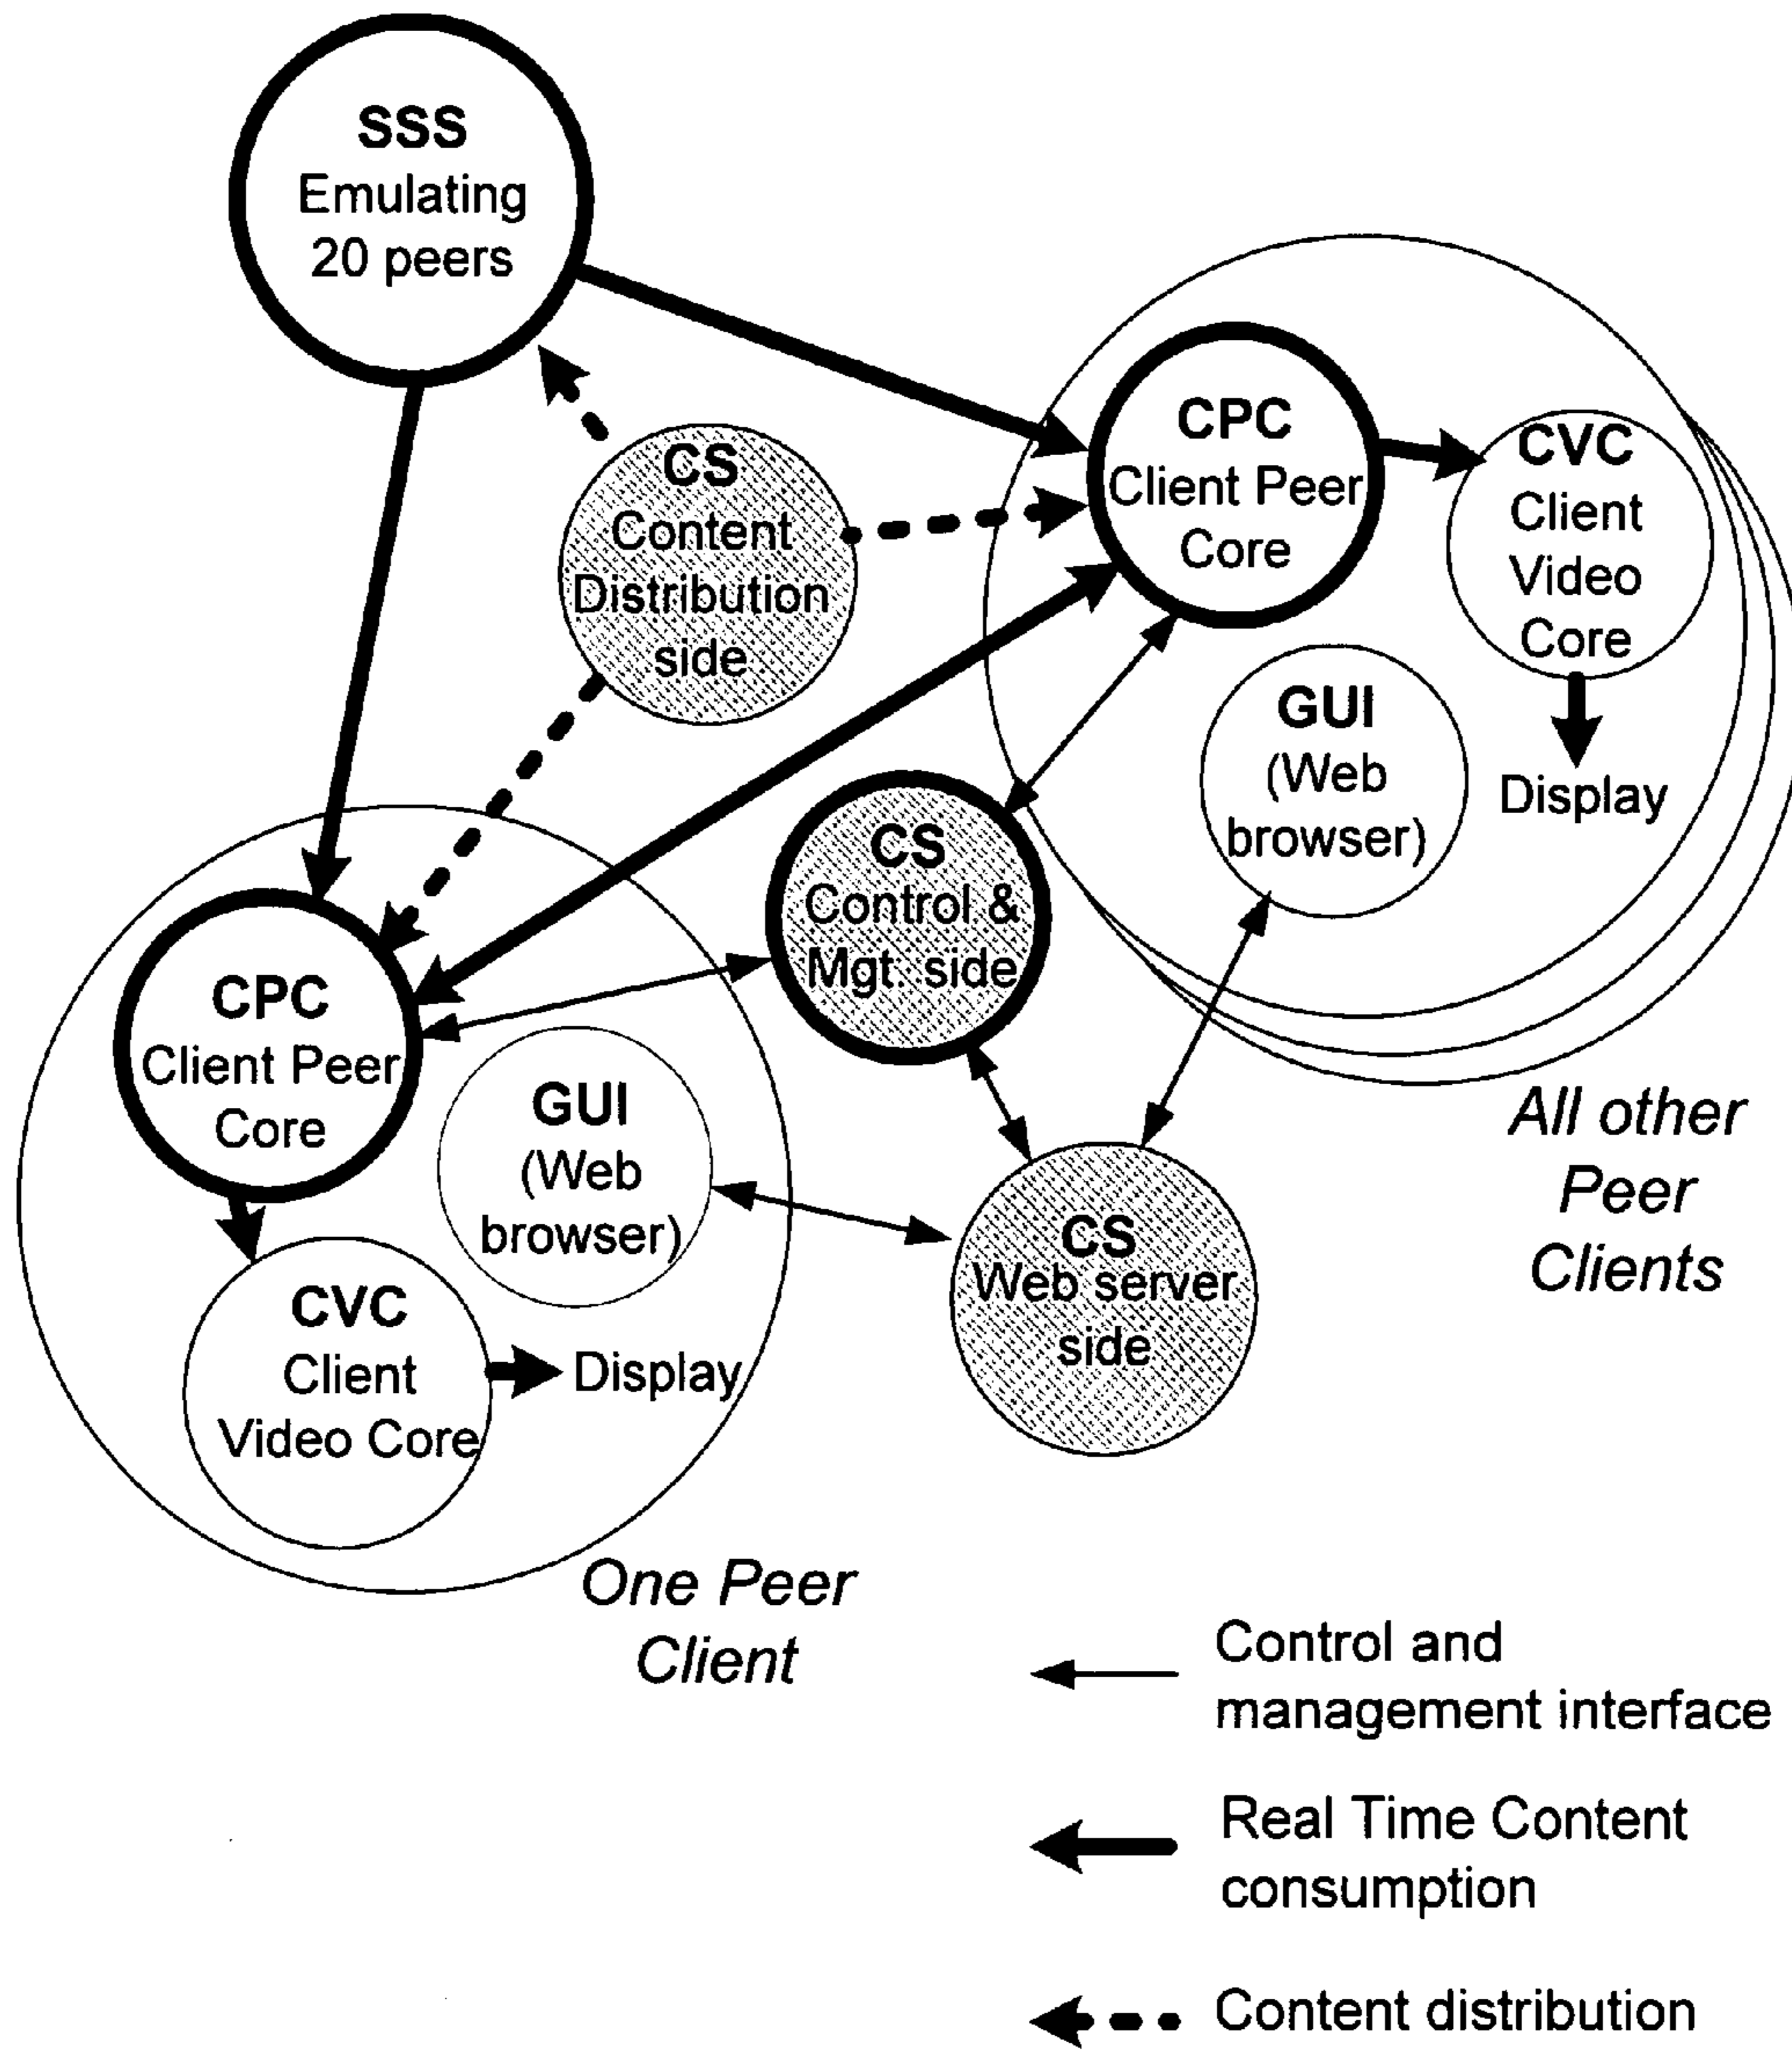 SSS
Emulating
20 peers
CPC
Client Peer
Core
CVC
Client
Video
Core
CS
Content
Distribution
side
GUI
(Web
browser)
Display
CS
Control &
Mgt. side
CPC
Client Peer
Core
GUI
(Web
browser)
All other
Peer
Clients
CS
Web server
side
CVC
Client
Video Core
Display
One Peer
Client
Control and
management interface
Real Time Content
consumption
Content distribution